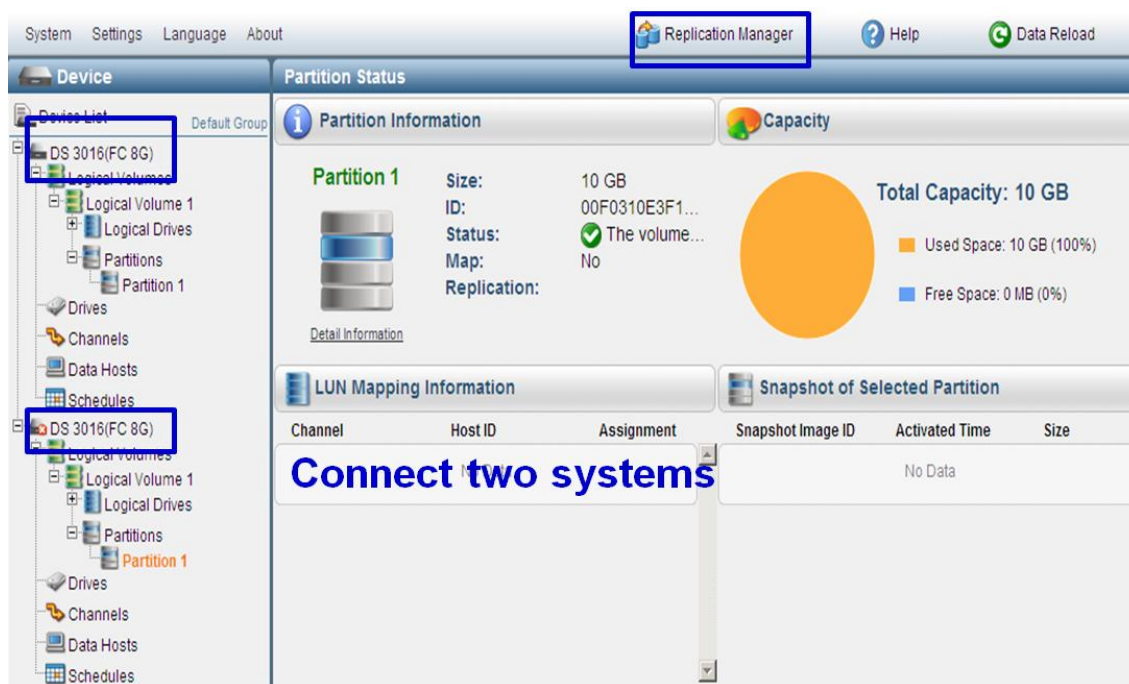 System Settings Language About Replication Manager Help Data Reload
Device
Device List Default Group
DS 3016(FC 8G)
Logical Volumes
Logical Volume 1
Logical Drives
Partitions
Partition 1
Drives
Channels
Data Hosts
Schedules
DS 3016(FC 8G)
Logical Volumes
Logical Volume 1
Logical Drives
Partitions
Partition 1
Drives
Channels
Data Hosts
Schedules
Partition Status
Partition Information
Partition 1
Size: 10 GB
ID: 00F0310E3F1...
Status: The volume...
Map: No
Replication:
Detail Information
Capacity
Total Capacity: 10 GB
Used Space: 10 GB (100%)
Free Space: 0 MB (0%)
LUN Mapping Information
Channel Host ID Assignment
Connect two systems
Snapshot of Selected Partition
Snapshot Image ID Activated Time Size
No Data